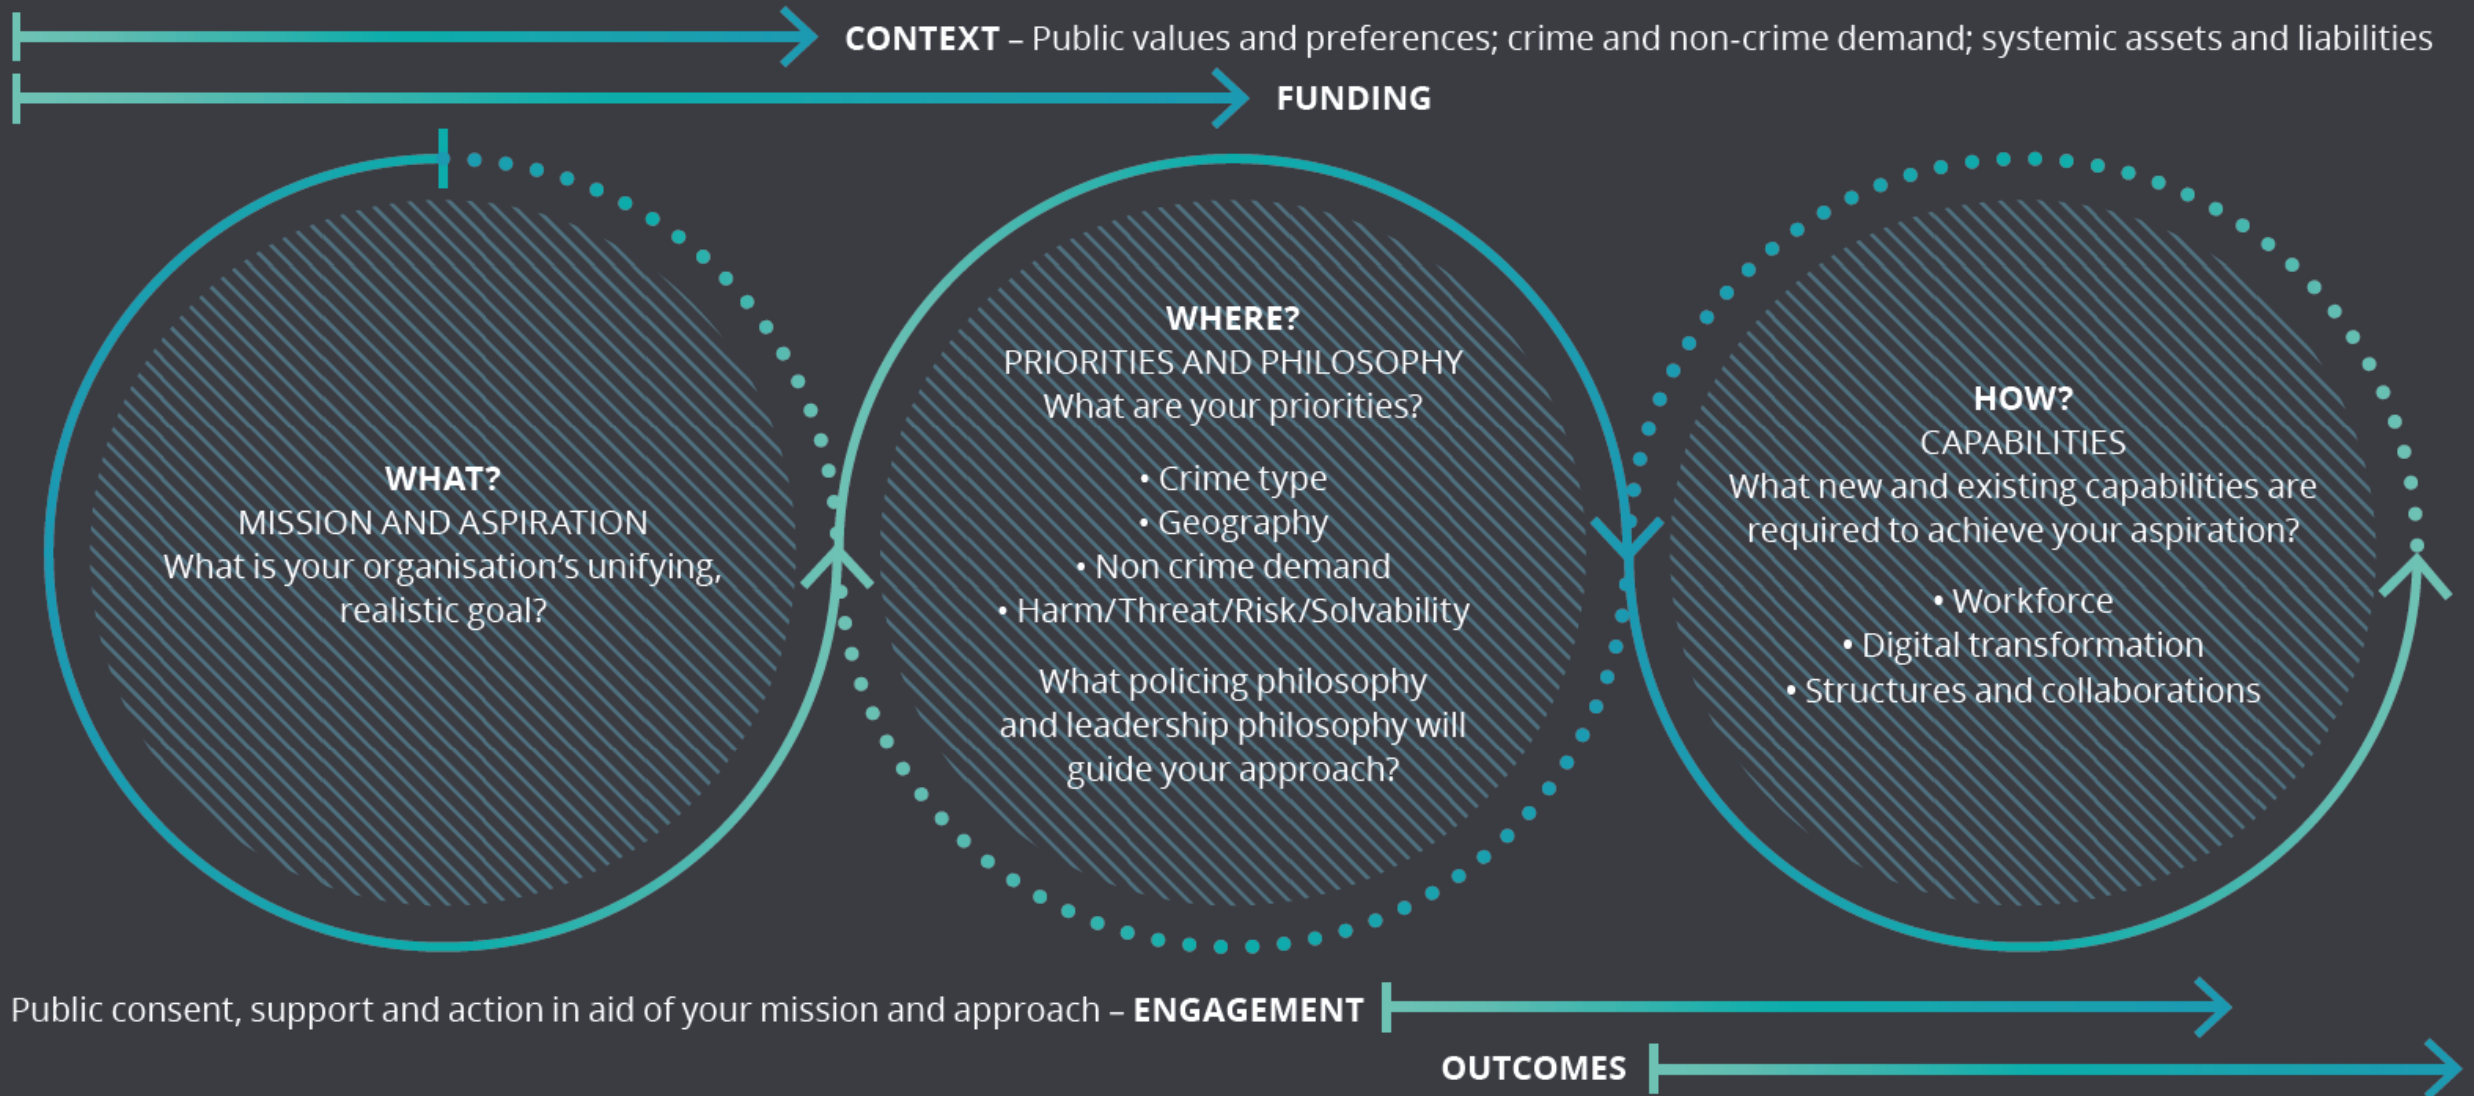 CONTEXT – Public values and preferences; crime and non-crime demand; systemic assets and liabilities
FUNDING
WHAT?
MISSION AND ASPIRATION
What is your organisation’s unifying,
realistic goal?
WHERE?
PRIORITIES AND PHILOSOPHY
What are your priorities?
• Crime type
• Geography
• Non crime demand
• Harm/Threat/Risk/Solvability
What policing philosophy
and leadership philosophy will
guide your approach?
HOW?
CAPABILITIES
What new and existing capabilities are
required to achieve your aspiration?
• Workforce
• Digital transformation
• Structures and collaborations
Public consent, support and action in aid of your mission and approach – ENGAGEMENT
OUTCOMES